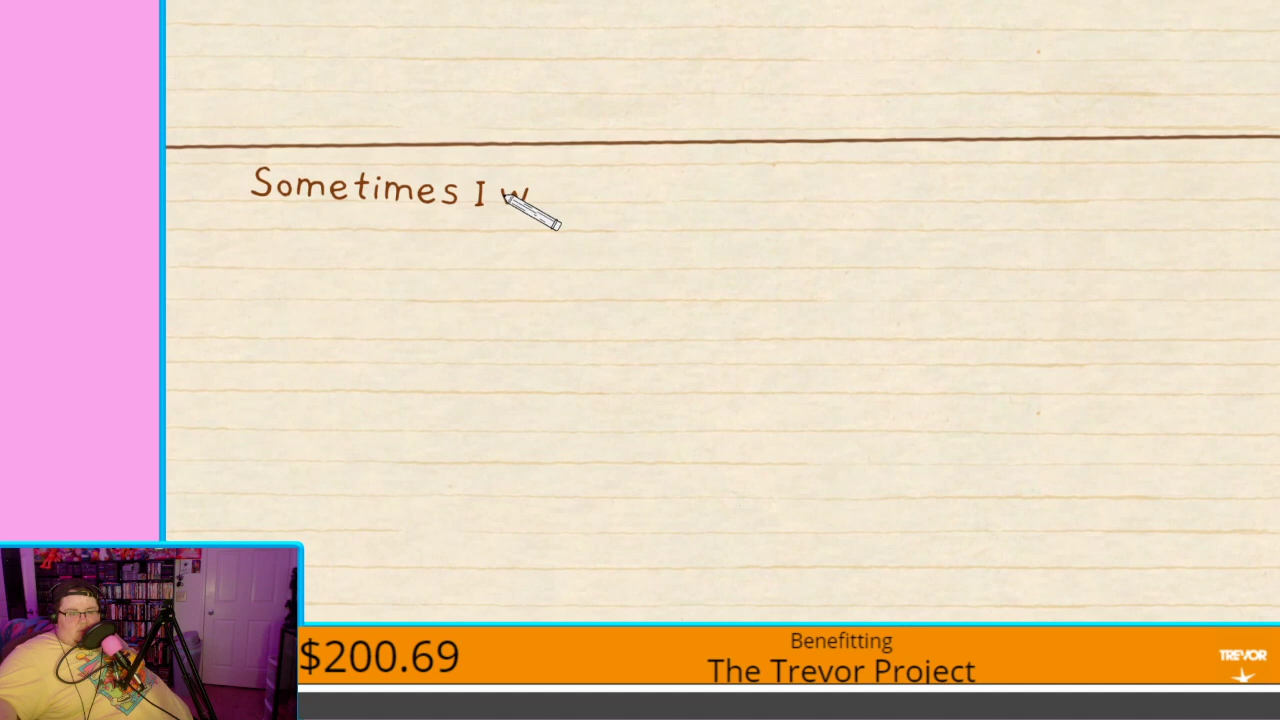 Sometimes I w
$200.69
Benefitting
The Trevor Project
TREVOR